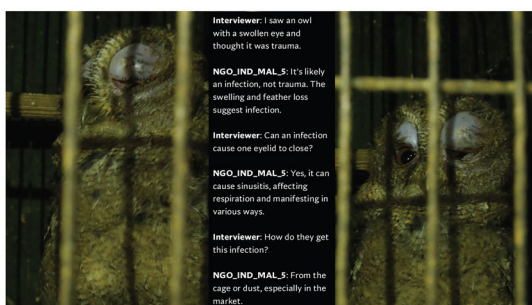 Interviewer: I saw an owl
with a swollen eye and
thought it was trauma.
NGO_IND_MAL_5: It's likely
an infection, not trauma. The
swelling and feather loss
suggest infection.
Interviewer: Can an infection
cause one eyelid to close?
NGO_IND_MAL_5: Yes, it can
cause sinusitis, affecting
respiration and manifesting in
various ways.
Interviewer: How do they get
this infection?
NGO_IND_MAL_5: From the
cage or dust, especially in the
market.